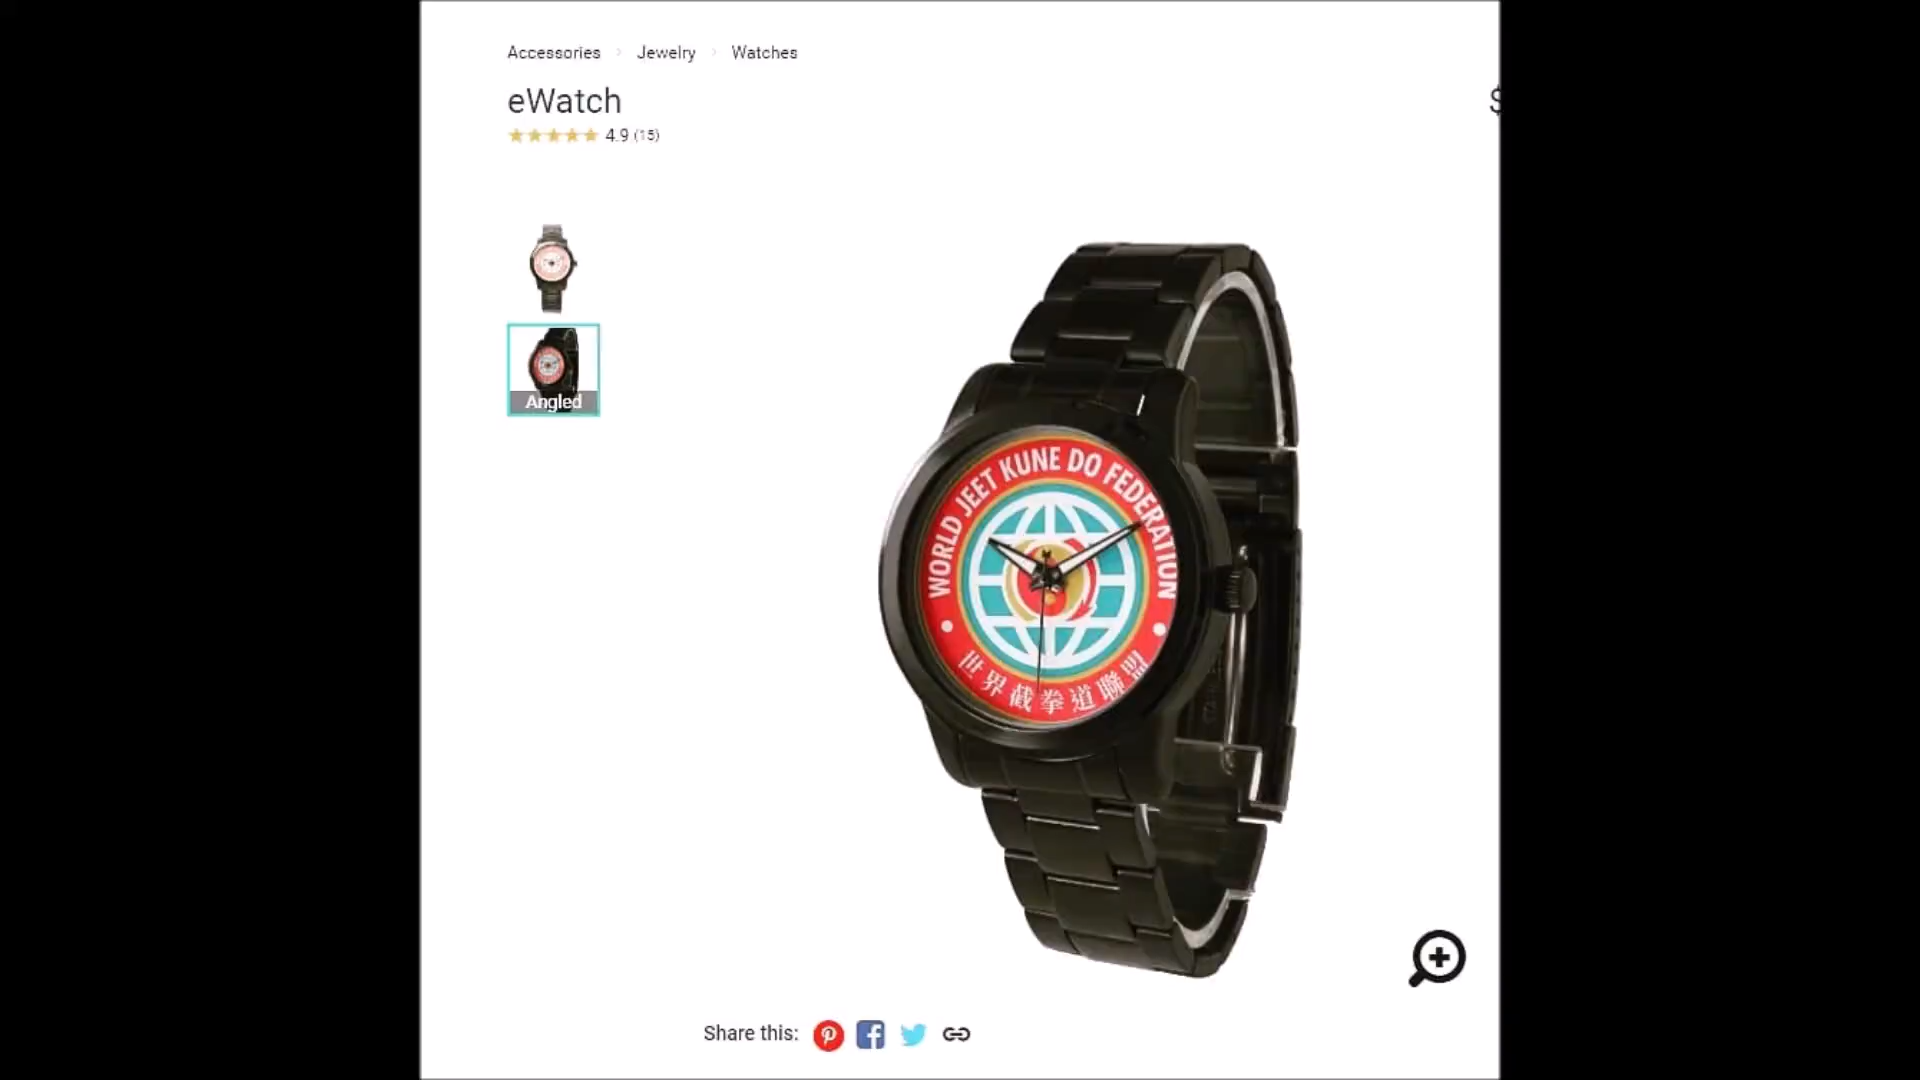 Accessories > Jewelry > Watches
eWatch
$
4.9 (15)
Angled
WORLD JEET KUNE DO FEDERATION
世界截拳道聯盟
Share this: